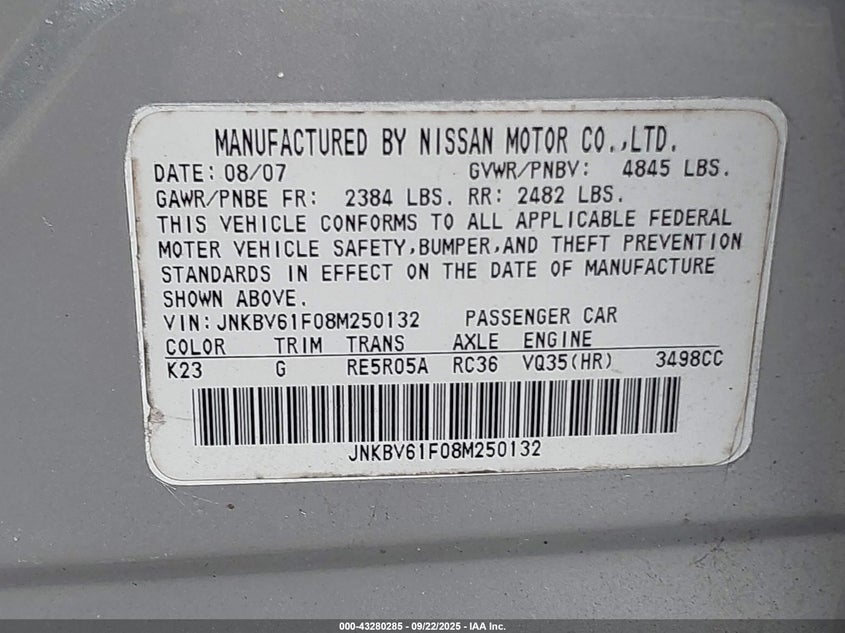 MANUFACTURED BY NISSAN MOTOR CO.,LTD.
DATE: 08/07 GVWR/PNBV: 4845 LBS.
GAWR/PNBE FR: 2384 LBS. RR: 2482 LBS.
THIS VEHICLE CONFORMS TO ALL APPLICABLE FEDERAL
MOTER VEHICLE SAFETY,BUMPER,AND THEFT PREVENTION
STANDARDS IN EFFECT ON THE DATE OF MANUFACTURE
SHOWN ABOVE.
VIN:JNKBV61F08M250132 PASSENGER CAR
COLOR TRIM TRANS AXLE ENGINE
K23 G RE5R05A RC36 VQ35(HR) 3498CC
JNKBV61F08M250132
000-43280285 - 09/22/2025 - IAA Inc.